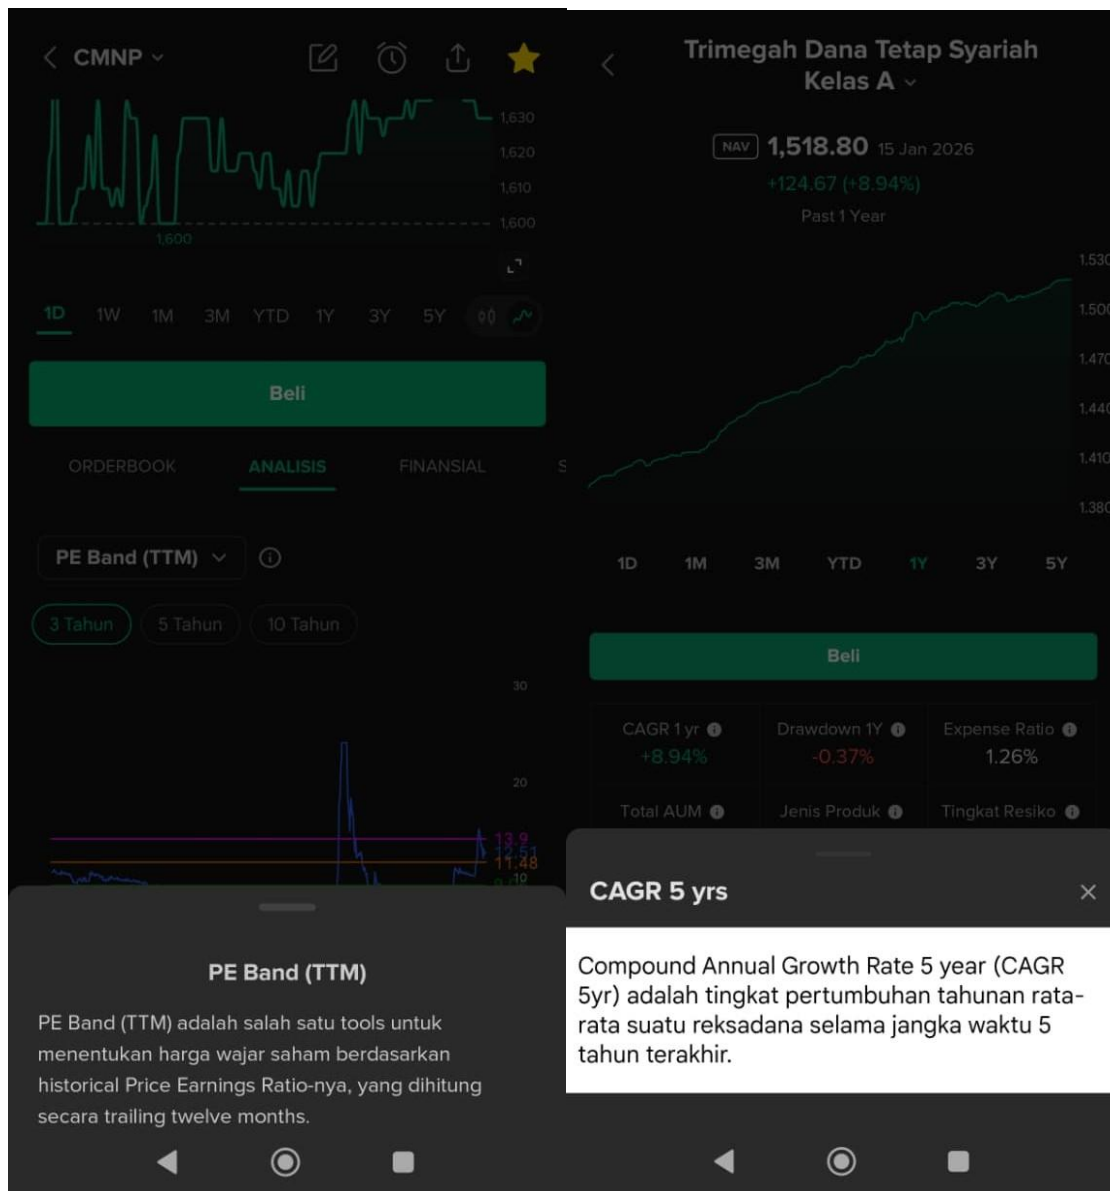 CMNP
1,630
1,620
1,610
1,600
1,600
1D 1W 1M 3M YTD 1Y 3Y 5Y
Beli
ORDERBOOK ANALISIS FINANSIAL S
PE Band (TTM)
3 Tahun 5 Tahun 10 Tahun
30
20
13.9
12.51
11.48
10
PE Band (TTM)
PE Band (TTM) adalah salah satu tools untuk
menentukan harga wajar saham berdasarkan
historical Price Earnings Ratio-nya, yang dihitung
secara trailing twelve months.
Trimegah Dana Tetap Syariah
Kelas A
NAV 1,518.80 15 Jan 2026
+124.67 (+8.94%)
Past 1 Year
1.530
1.500
1.470
1.440
1.410
1.380
1D 1M 3M YTD 1Y 3Y 5Y
Beli
CAGR 1 yr Drawdown 1Y Expense Ratio
+8.94% -0.37% 1.26%
Total AUM Jenis Produk Tingkat Resiko
CAGR 5 yrs
Compound Annual Growth Rate 5 year (CAGR
5yr) adalah tingkat pertumbuhan tahunan rata-
rata suatu reksadana selama jangka waktu 5
tahun terakhir.